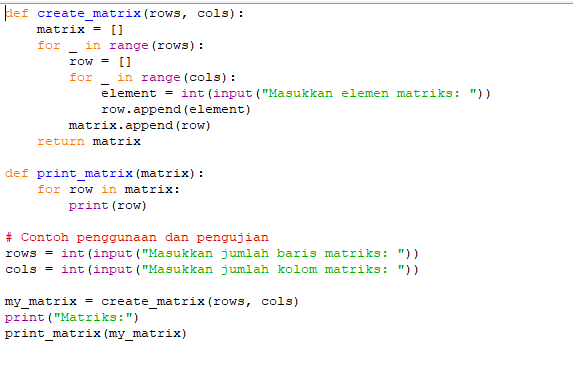 def create_matrix(rows, cols):
    matrix = []
    for _ in range(rows):
        row = []
        for _ in range(cols):
            element = int(input("Masukkan elemen matriks: "))
            row.append(element)
        matrix.append(row)
    return matrix

def print_matrix(matrix):
    for row in matrix:
        print(row)

# Contoh penggunaan dan pengujian
rows = int(input("Masukkan jumlah baris matriks: "))
cols = int(input("Masukkan jumlah kolom matriks: "))

my_matrix = create_matrix(rows, cols)
print("Matriks:")
print_matrix(my_matrix)